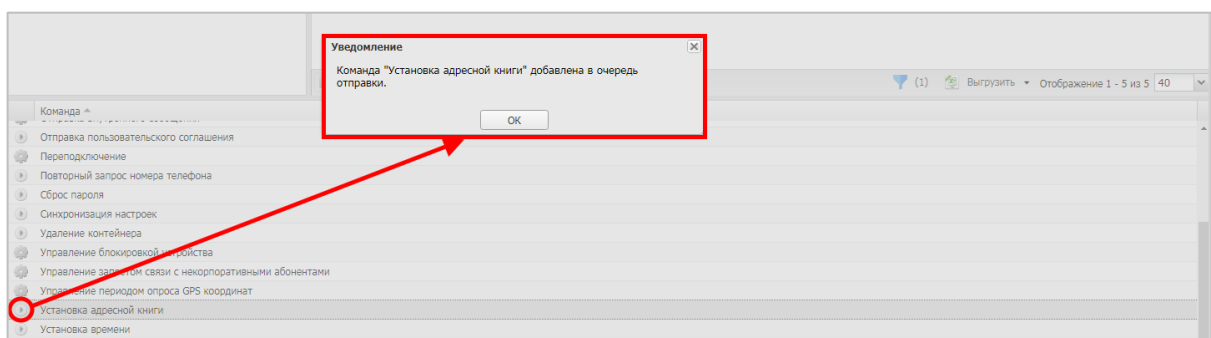 Уведомление
Команда "Установка адресной книги" добавлена в очередь
отправки.
OK
(1) Выгрузить Отображение 1 - 5 из 5 40
Команда
Отправка пользовательского соглашения
Переподключение
Повторный запрос номера телефона
Сброс пароля
Синхронизация настроек
Удаление контейнера
Управление блокировкой устройства
Управление запретом связи с некорпоративными абонентами
Управление периодом опроса GPS координат
Установка адресной книги
Установка времени